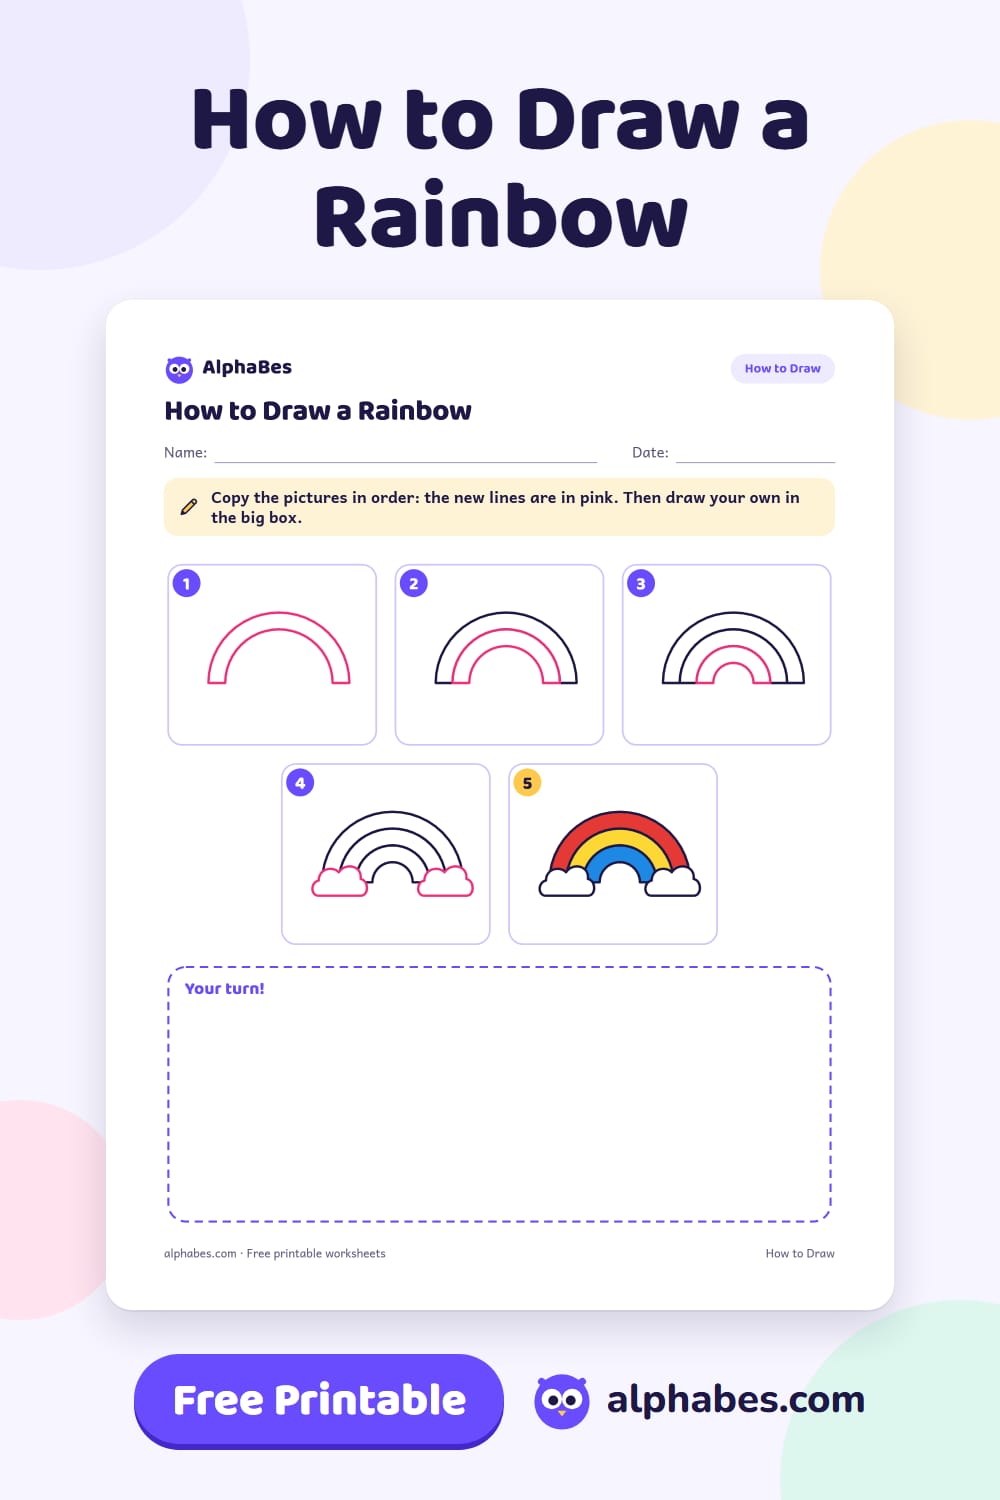 How to Draw a
Rainbow
AlphaBes
How to Draw
How to Draw a Rainbow
Name:
Date:
Copy the pictures in order: the new lines are in pink. Then draw your own in
the big box.
1
2
3
4
5
Your turn!
alphabes.com · Free printable worksheets
How to Draw
Free Printable
alphabes.com